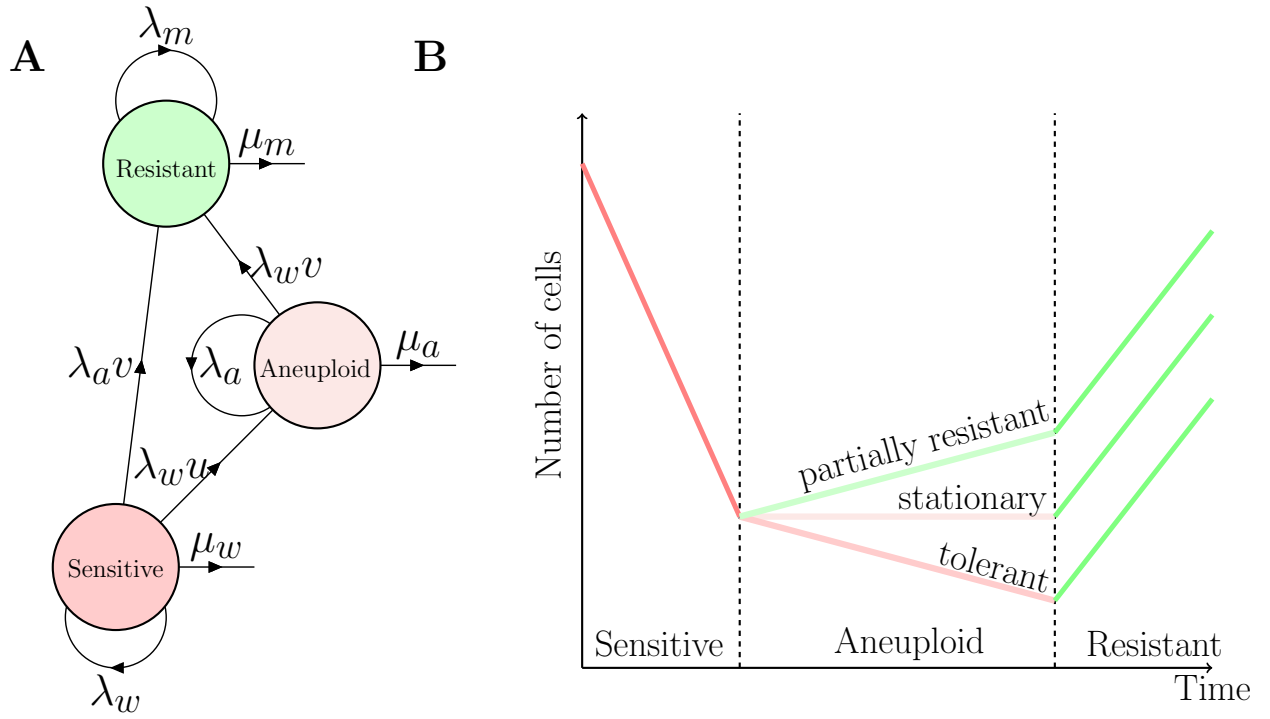 A
λm
Resistant
μm
λwv
λa
Aneuploid
μa
λav
λwu
Sensitive
μw
λw
B
Number of cells
partially resistant
stationary
tolerant
Sensitive
Aneuploid
Resistant
Time